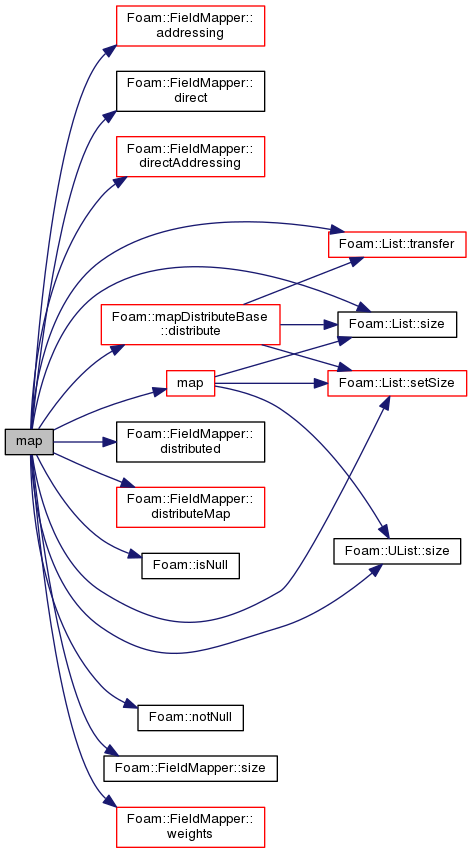 Foam::FieldMapper::
addressing
Foam::FieldMapper::
direct
Foam::FieldMapper::
directAddressing
Foam::List::transfer
Foam::mapDistributeBase
::distribute
Foam::List::size
map
Foam::List::setSize
map
Foam::FieldMapper::
distributed
Foam::FieldMapper::
distributeMap
Foam::UList::size
Foam::isNull
Foam::notNull
Foam::FieldMapper::size
Foam::FieldMapper::
weights